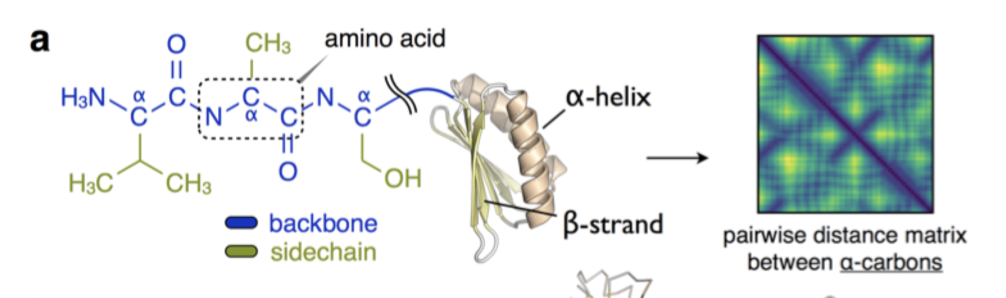 a
amino acid
O
CH₃
H₃N
α
C
C
N
C
α
C
O
N
α
C
H₃C
CH₃
OH
backbone
sidechain
α-helix
β-strand
pairwise distance matrix
between α-carbons